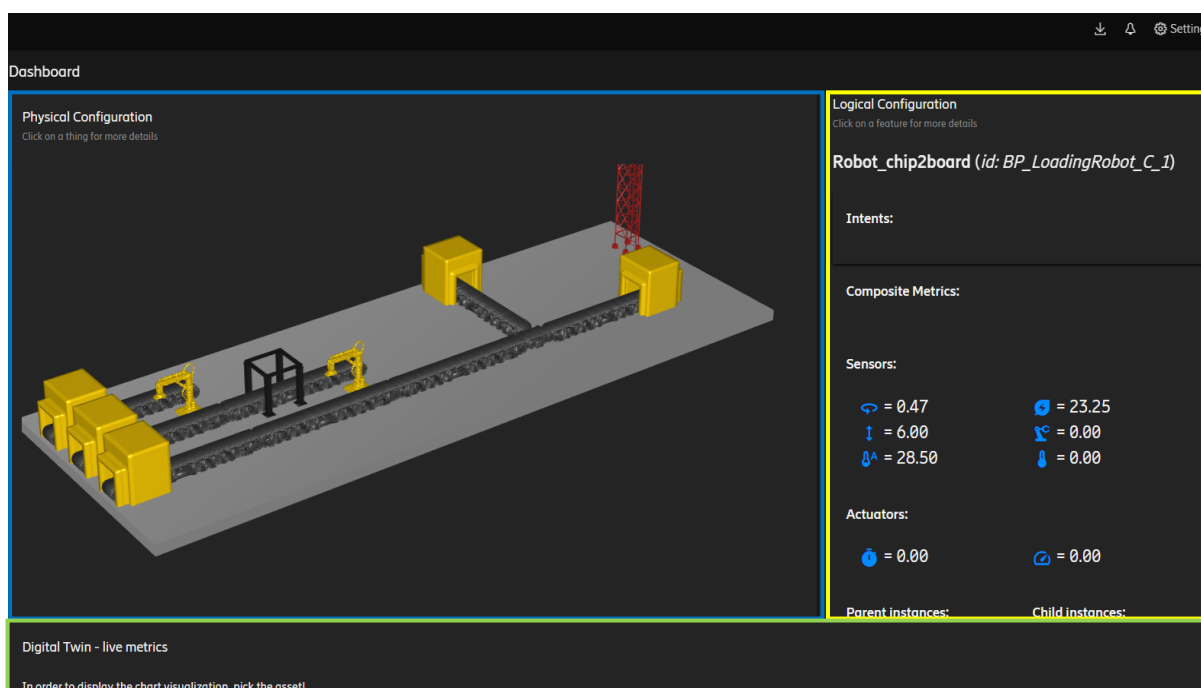 Setting
Dashboard
Physical Configuration
Click on a thing for more details
Logical Configuration
Click on a feature for more details
Robot_chip2board (id: BP_LoadingRobot_C_1)
Intents:
Composite Metrics:
Sensors:
= 0.47
= 23.25
= 6.00
C = 0.00
A = 28.50
= 0.00
Actuators:
= 0.00
= 0.00
Parent instances:
Child instances:
Digital Twin - live metrics
In order to display the chart visualization, pick the asset!